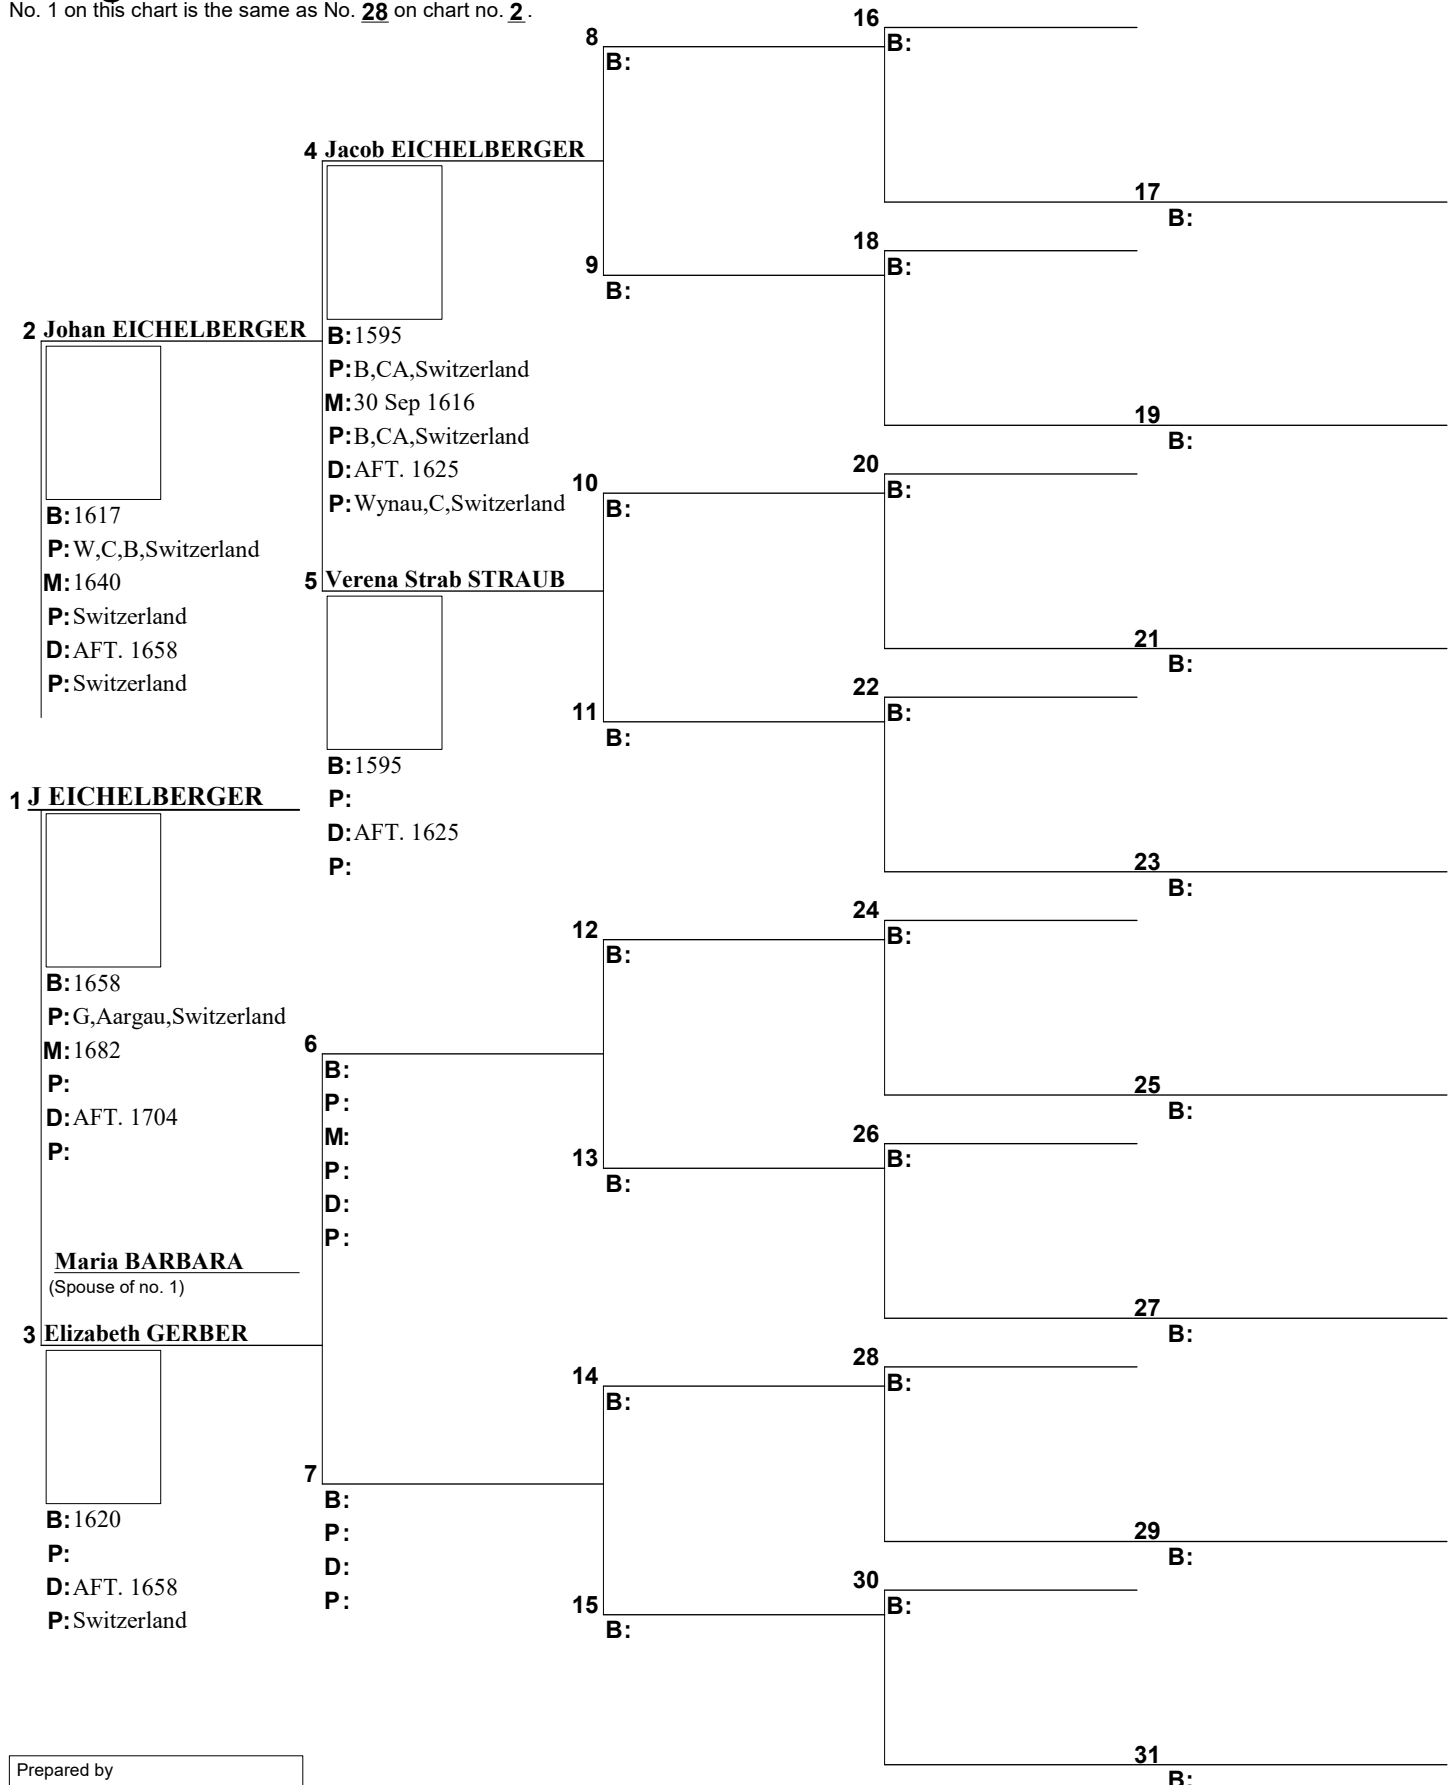 No. 1 on this chart is the same as No. 28 on chart no. 2 .
16
B:
8
B:
17
B:
4 Jacob EICHELBERGER
B:1595
P:B,CA,Switzerland
M:30 Sep 1616
P:B,CA,Switzerland
D:AFT. 1625
P:Wynau,C,Switzerland
18
B:
9
B:
19
B:
2 Johan EICHELBERGER
B:1617
P:W,C,B,Switzerland
M:1640
P:Switzerland
D:AFT. 1658
P:Switzerland
20
B:
10
B:
21
B:
5 Verena Strab STRAUB
B:1595
P:
D:AFT. 1625
P:
22
B:
11
B:
23
B:
1 J EICHELBERGER
B:1658
P:G,Aargau,Switzerland
M:1682
P:
D:AFT. 1704
P:
Maria BARBARA
(Spouse of no. 1)
24
B:
12
B:
25
B:
6
B:
P:
M:
P:
D:
P:
26
B:
13
B:
27
B:
3 Elizabeth GERBER
B:1620
P:
D:AFT. 1658
P:Switzerland
28
B:
14
B:
29
B:
7
B:
P:
D:
P:
30
B:
15
B:
31
B:
Prepared by